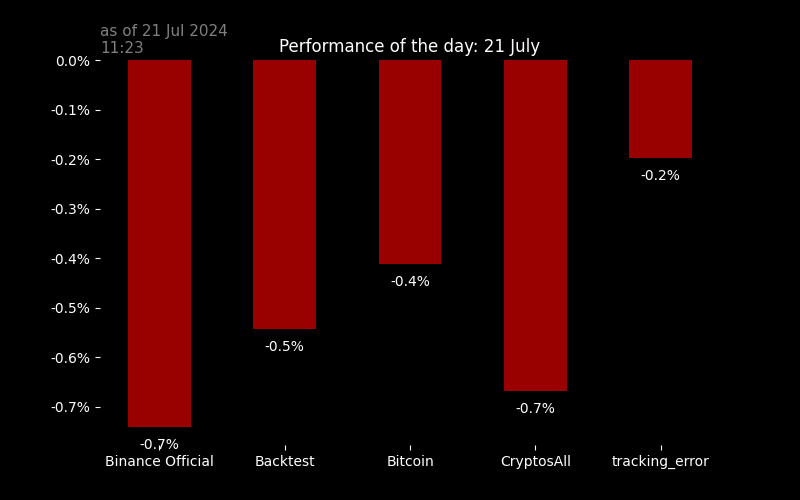 as of 21 Jul 2024
11:23
Performance of the day: 21 July
0.0%
-0.1%
-0.2%
-0.3%
-0.4%
-0.5%
-0.6%
-0.7%
-0.7%
-0.5%
-0.4%
-0.7%
-0.2%
Binance Official
Backtest
Bitcoin
CryptosAll
tracking_error